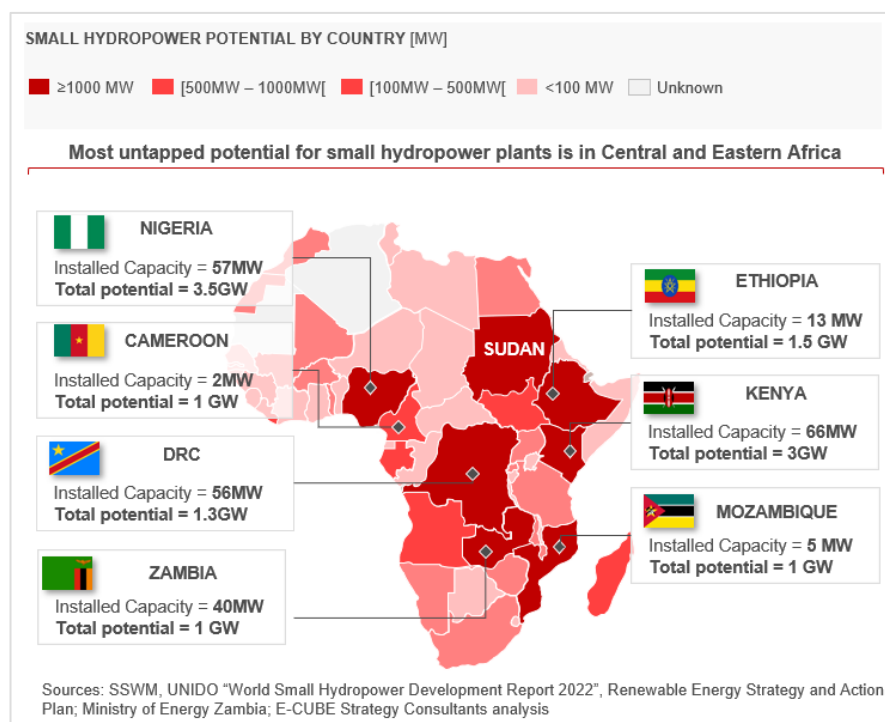 SMALL HYDROPOWER POTENTIAL BY COUNTRY [MW]
≥1000 MW [500MW – 1000MW[ [100MW – 500MW[ <100 MW Unknown
Most untapped potential for small hydropower plants is in Central and Eastern Africa
NIGERIA
Installed Capacity = 57MW
Total potential = 3.5GW
CAMEROON
Installed Capacity = 2MW
Total potential = 1 GW
DRC
Installed Capacity = 56MW
Total potential = 1.3GW
ZAMBIA
Installed Capacity = 40MW
Total potential = 1 GW
SUDAN
ETHIOPIA
Installed Capacity = 13 MW
Total potential = 1.5 GW
KENYA
Installed Capacity = 66MW
Total potential = 3GW
MOZAMBIQUE
Installed Capacity = 5 MW
Total potential = 1 GW
Sources: SSWM, UNIDO “World Small Hydropower Development Report 2022”, Renewable Energy Strategy and Action
Plan; Ministry of Energy Zambia; E-CUBE Strategy Consultants analysis